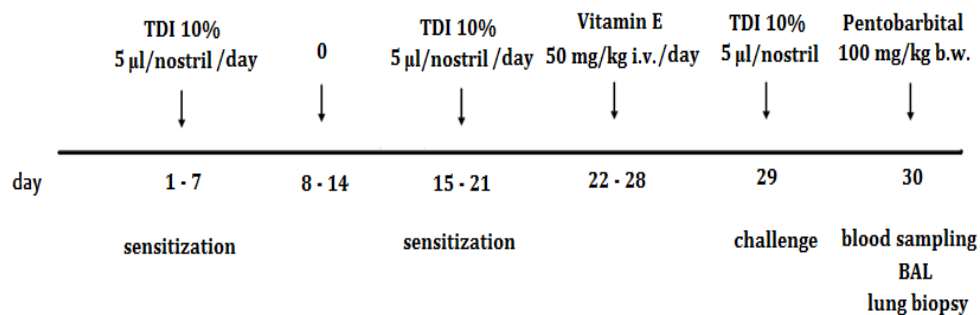 TDI 10%
5 µl/nostril /day
0
TDI 10%
5 µl/nostril /day
Vitamin E
50 mg/kg i.v./day
TDI 10%
5 µl/nostril
Pentobarbital
100 mg/kg b.w.
day
1 - 7
8 - 14
15 - 21
22 - 28
29
30
sensitization
sensitization
challenge
blood sampling
BAL
lung biopsy